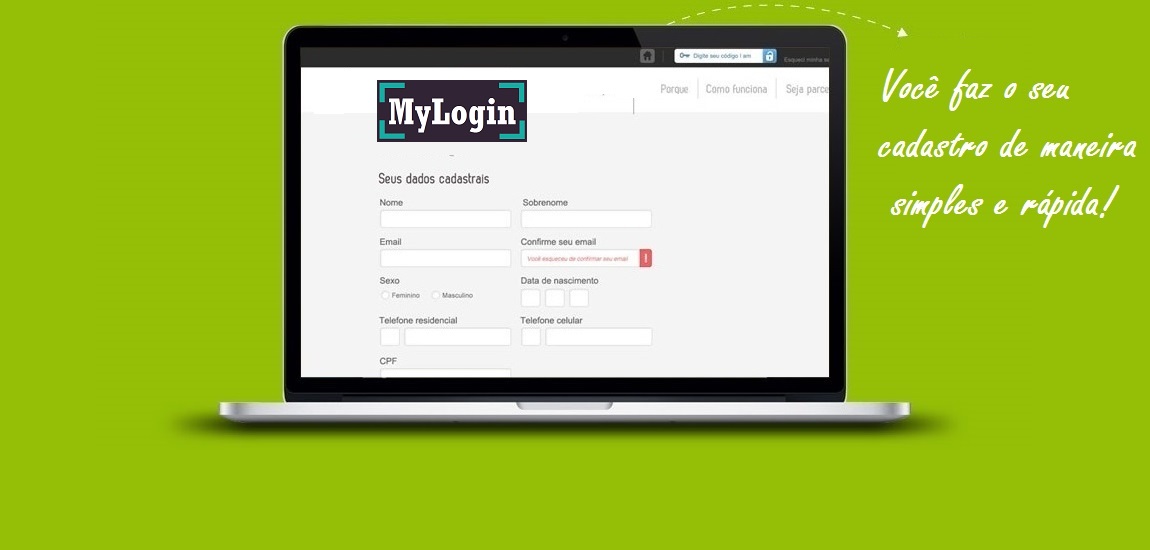 Digite seu código I am
Esqueci minha se
Porque
Como funciona
Seja parce
MyLogin
Você faz o seu
cadastro de maneira
simples e rápida!
Seus dados cadastrais
Nome
Sobrenome
Email
Confirme seu email
Você esqueceu de confirmar seu email
!
Sexo
Data de nascimento
Feminino
Masculino
Telefone residencial
Telefone celular
CPF